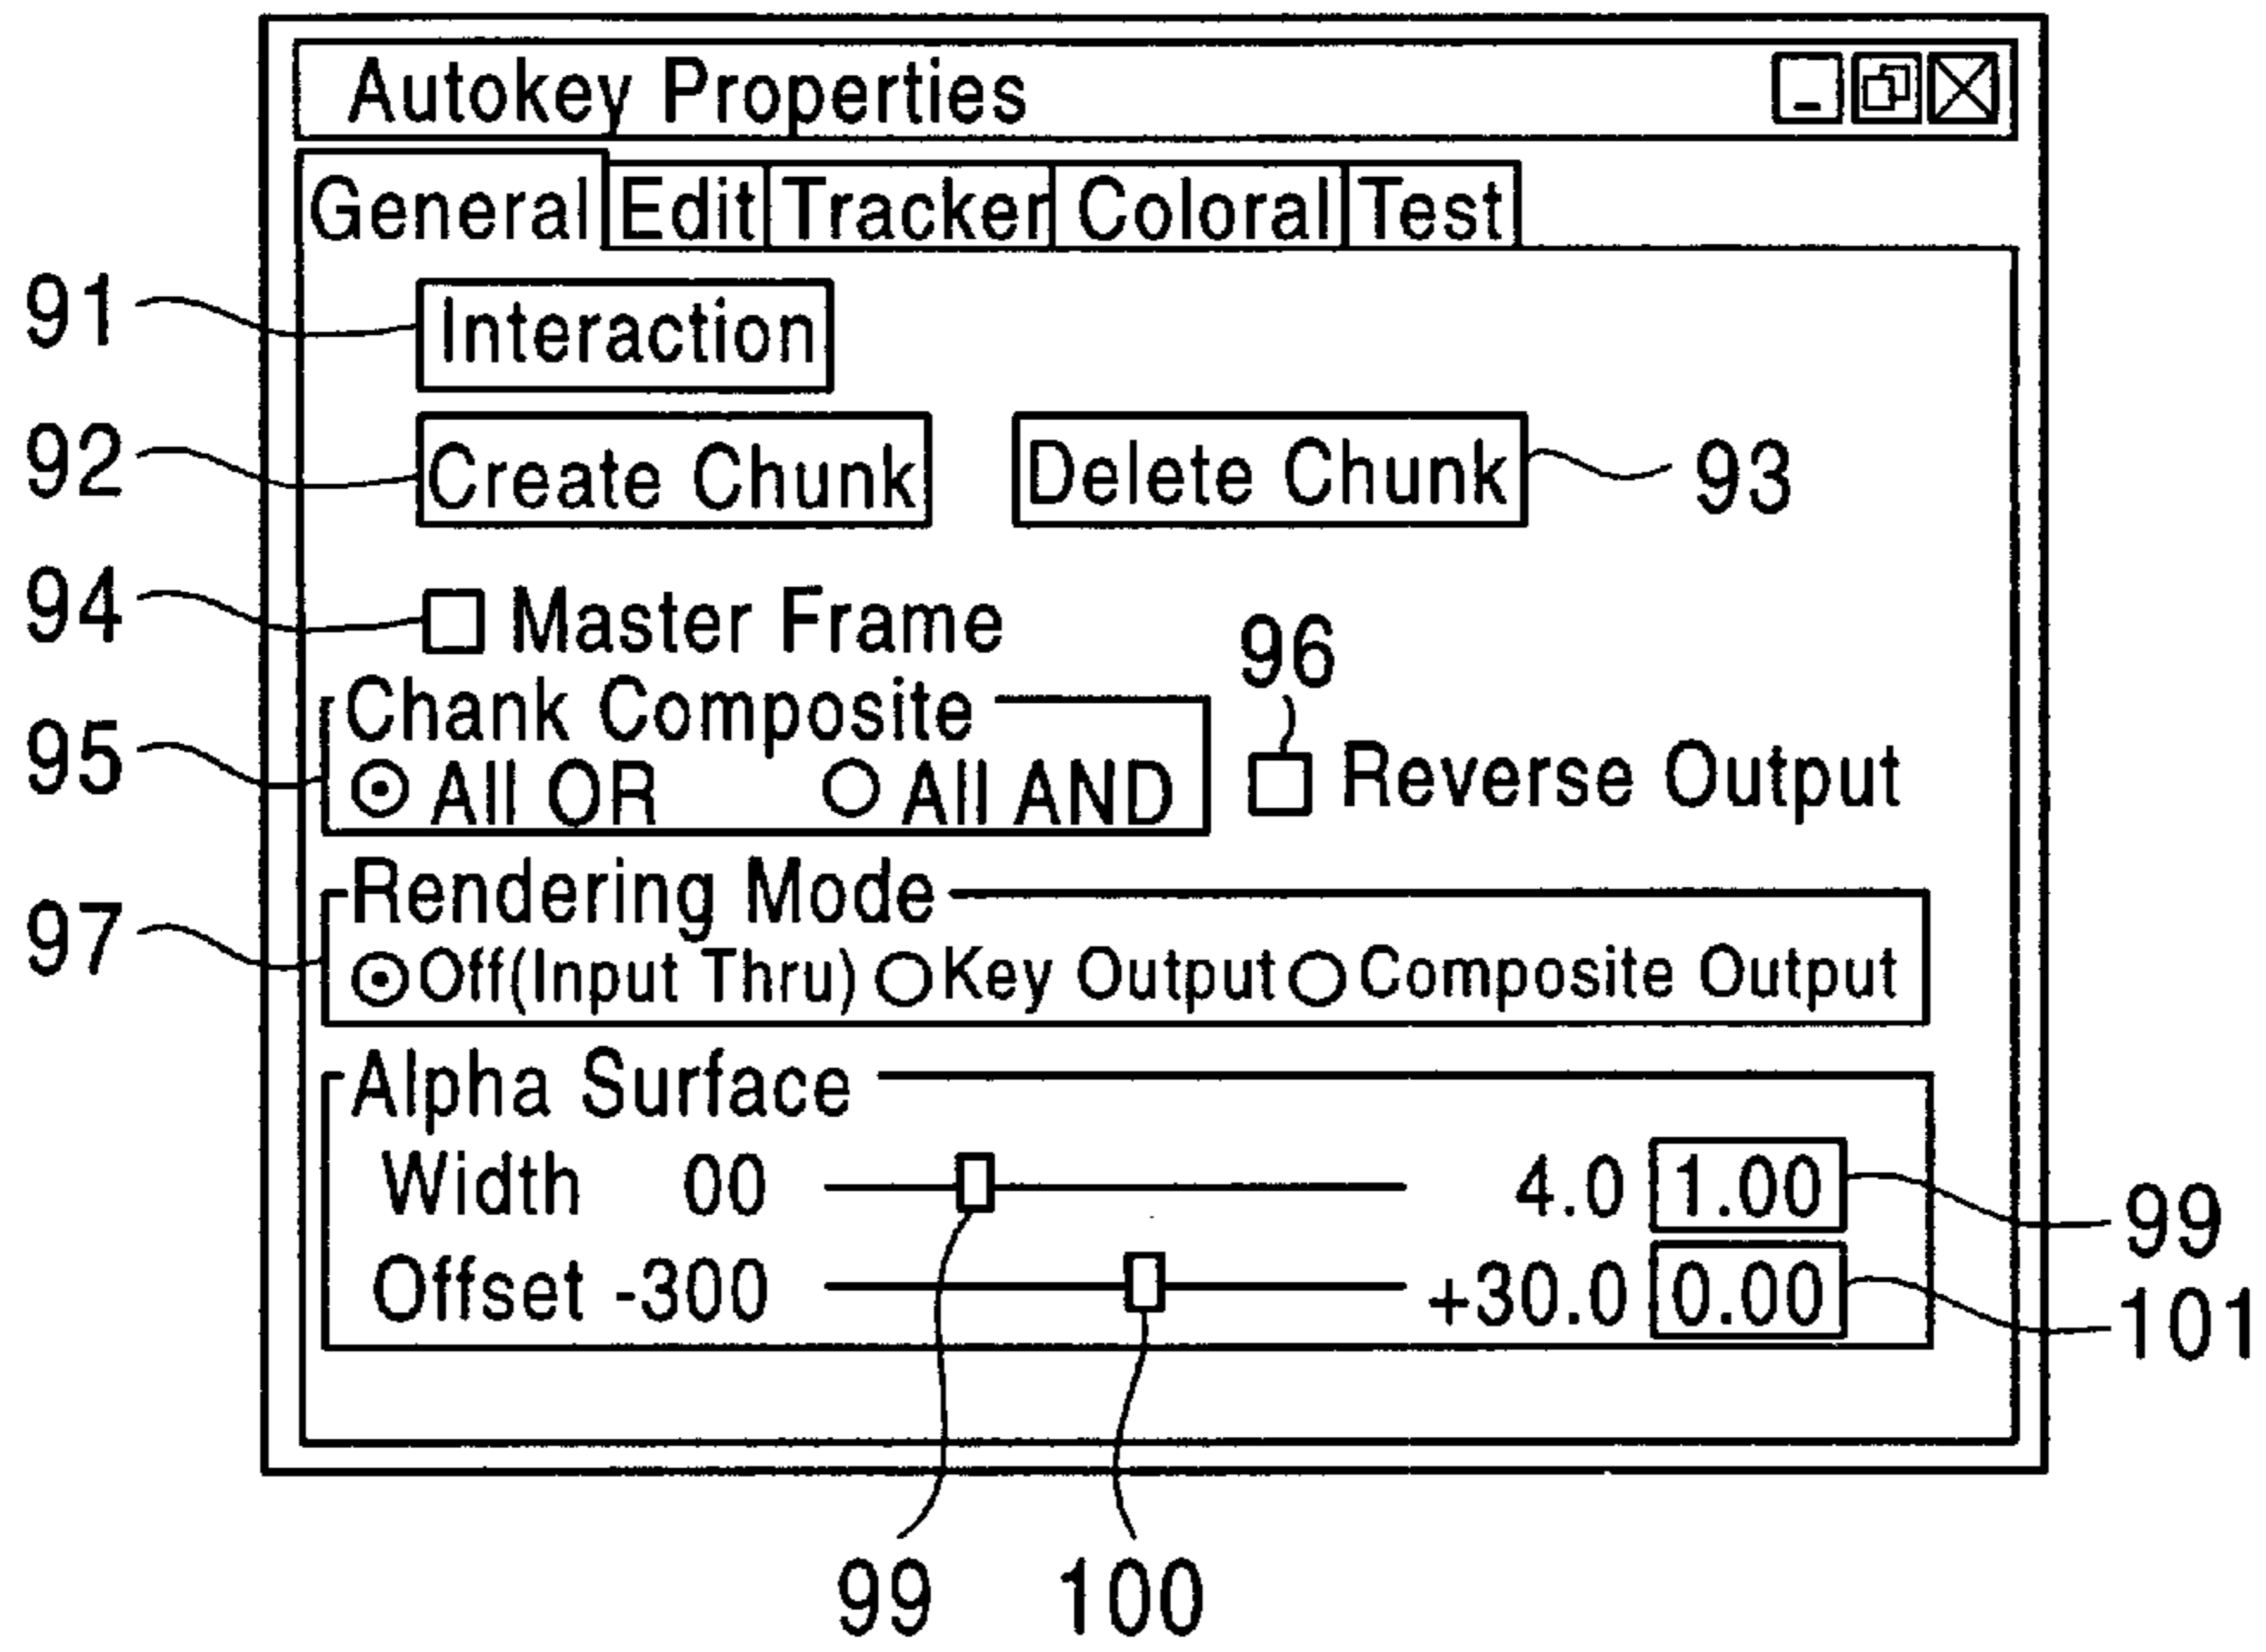 Autokey Properties
General Edit Tracker Coloral Test
91 Interaction
92 Create Chunk Delete Chunk 93
94 Master Frame
96
95 Chank Composite
All OR All AND Reverse Output
97 Rendering Mode
Off(Input Thru) Key Output Composite Output
Alpha Surface
Width 00 4.0 1.00 99
Offset -300 +30.0 0.00 101
99 100